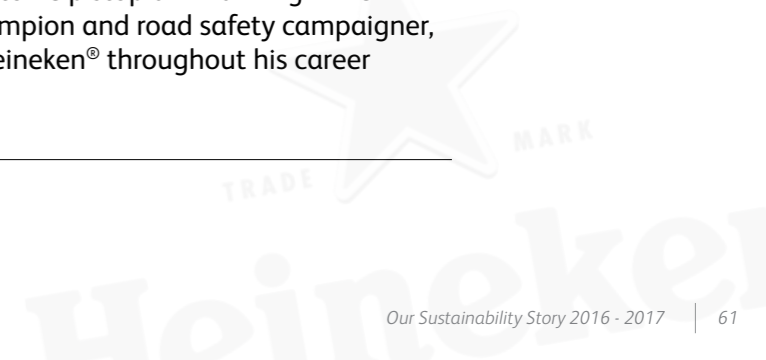 mpion and road safety campaigner,
eineken® throughout his career
TRADE
MARK
Heineken
Our Sustainability Story 2016 - 2017
61